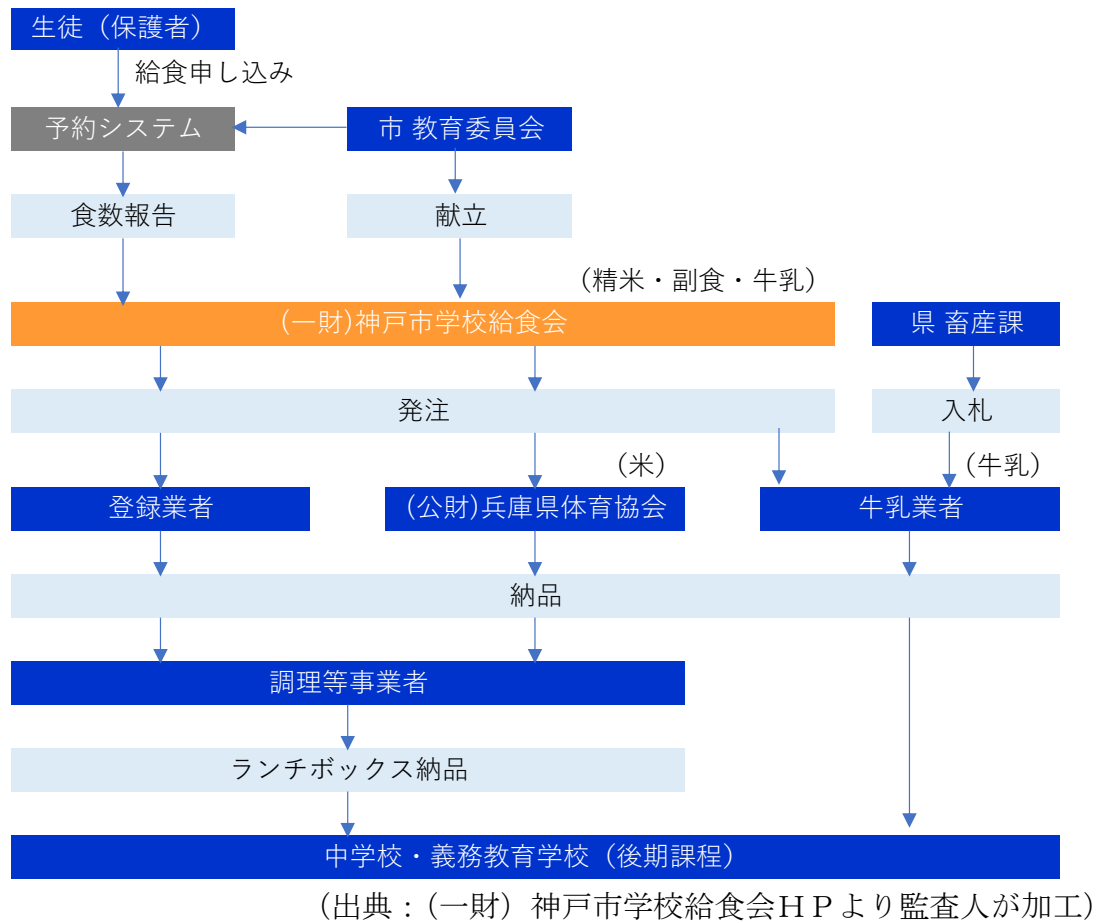 生徒（保護者）
給食申し込み
予約システム
市 教育委員会
食数報告
献立
（精米・副食・牛乳）
(一財)神戸市学校給食会
県 畜産課
発注
入札
（米）
（牛乳）
登録業者
(公財)兵庫県体育協会
牛乳業者
納品
調理等事業者
ランチボックス納品
中学校・義務教育学校（後期課程）
（出典：（一財）神戸市学校給食会ＨＰより監査人が加工）